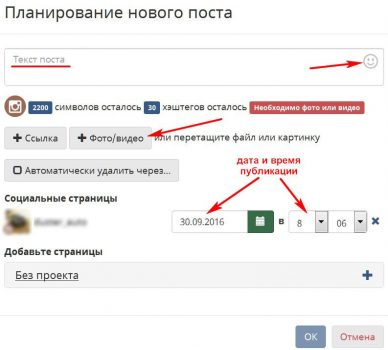 Планирование нового поста
Текст поста
2200 символов осталось 30 хэштегов осталось Необходимо фото или видео
+ Ссылка + Фото/видео или перетащите файл или картинку
Автоматически удалить через...
дата и время
публикации
Социальные страницы
30.09.2016 в 8 06
Добавьте страницы
Без проекта
ОК Отмена